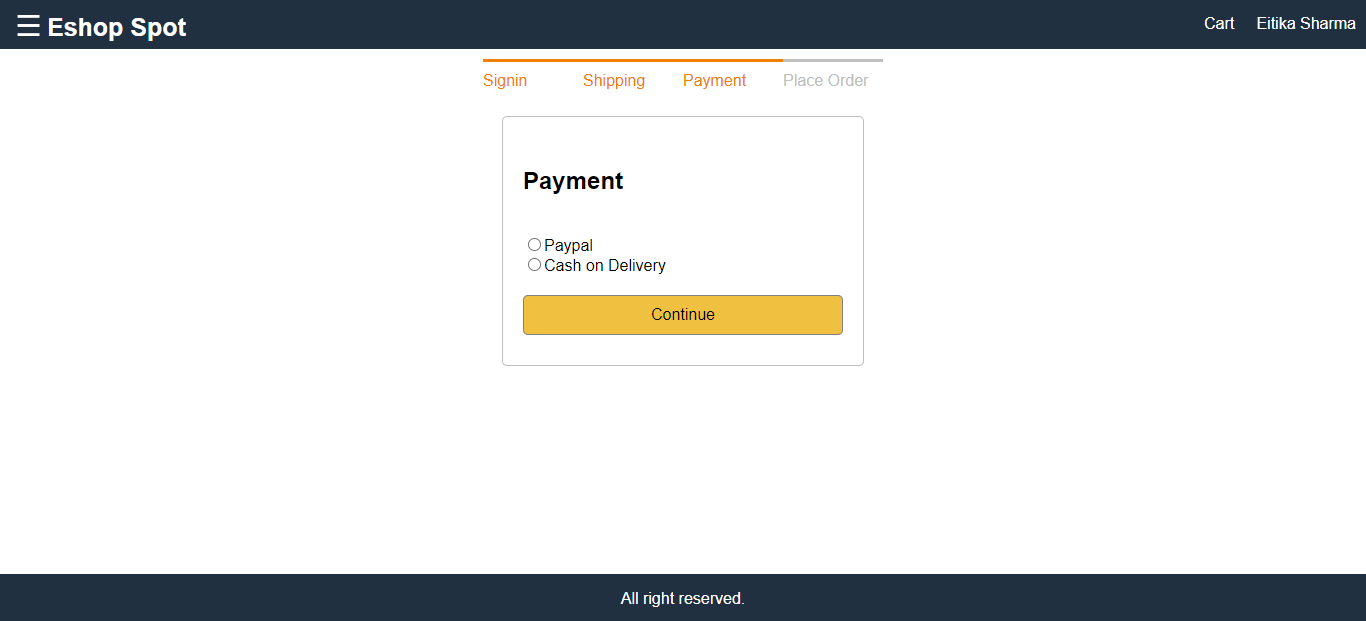 ☰ Eshop Spot Cart Eitika Sharma
Signin Shipping Payment Place Order
Payment
Paypal
Cash on Delivery
Continue
All right reserved.